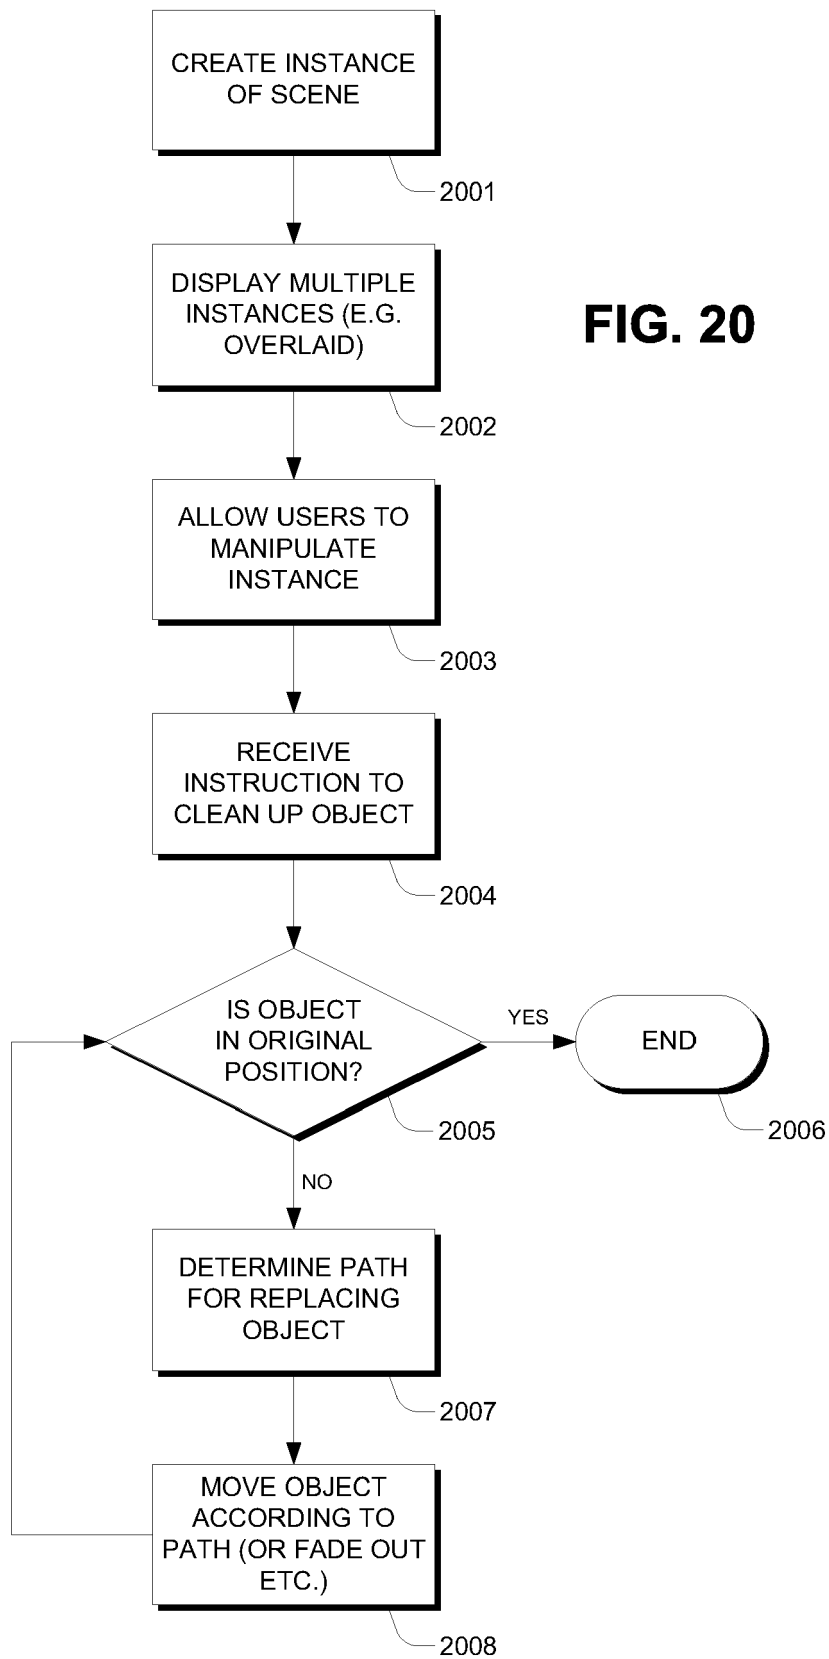 CREATE INSTANCE
OF SCENE
2001
DISPLAY MULTIPLE
INSTANCES (E.G.
OVERLAID)
FIG. 20
2002
ALLOW USERS TO
MANIPULATE
INSTANCE
2003
RECEIVE
INSTRUCTION TO
CLEAN UP OBJECT
2004
IS OBJECT
IN ORIGINAL
POSITION?
YES
END
2005
2006
NO
DETERMINE PATH
FOR REPLACING
OBJECT
2007
MOVE OBJECT
ACCORDING TO
PATH (OR FADE OUT
ETC.)
2008